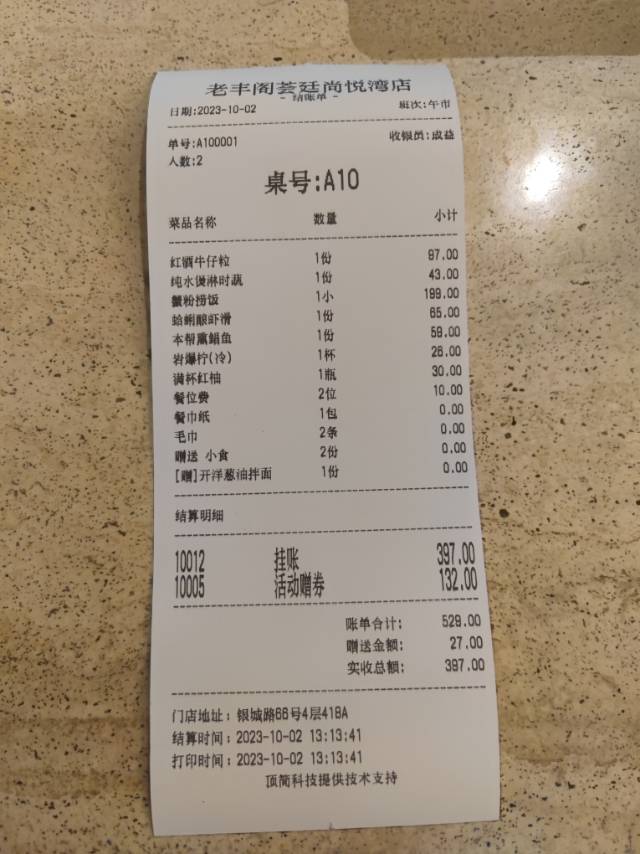 老丰阁荟廷尚悦湾店
- 结账单 -
日期:2023-10-02 班次:午市
单号:A100001 收银员:成益
人数:2
桌号:A10
菜品名称 数量 小计
红酒牛仔粒 1份 97.00
纯水煲淋时蔬 1份 43.00
蟹粉捞饭 1小 199.00
蛤蜊酿虾滑 1份 65.00
本帮熏鲳鱼 1份 59.00
岩爆柠(冷) 1杯 26.00
满杯红柚 1瓶 30.00
餐位费 2位 10.00
餐巾纸 1包 0.00
毛巾 2条 0.00
赠送 小食 2份 0.00
[赠]开洋葱油拌面 1份 0.00
结算明细
10012 挂账 397.00
10005 活动赠券 132.00
账单合计: 529.00
赠送金额: 27.00
实收总额: 397.00
门店地址: 银城路66号4层418A
结算时间: 2023-10-02 13:13:41
打印时间: 2023-10-02 13:13:41
顶简科技提供技术支持